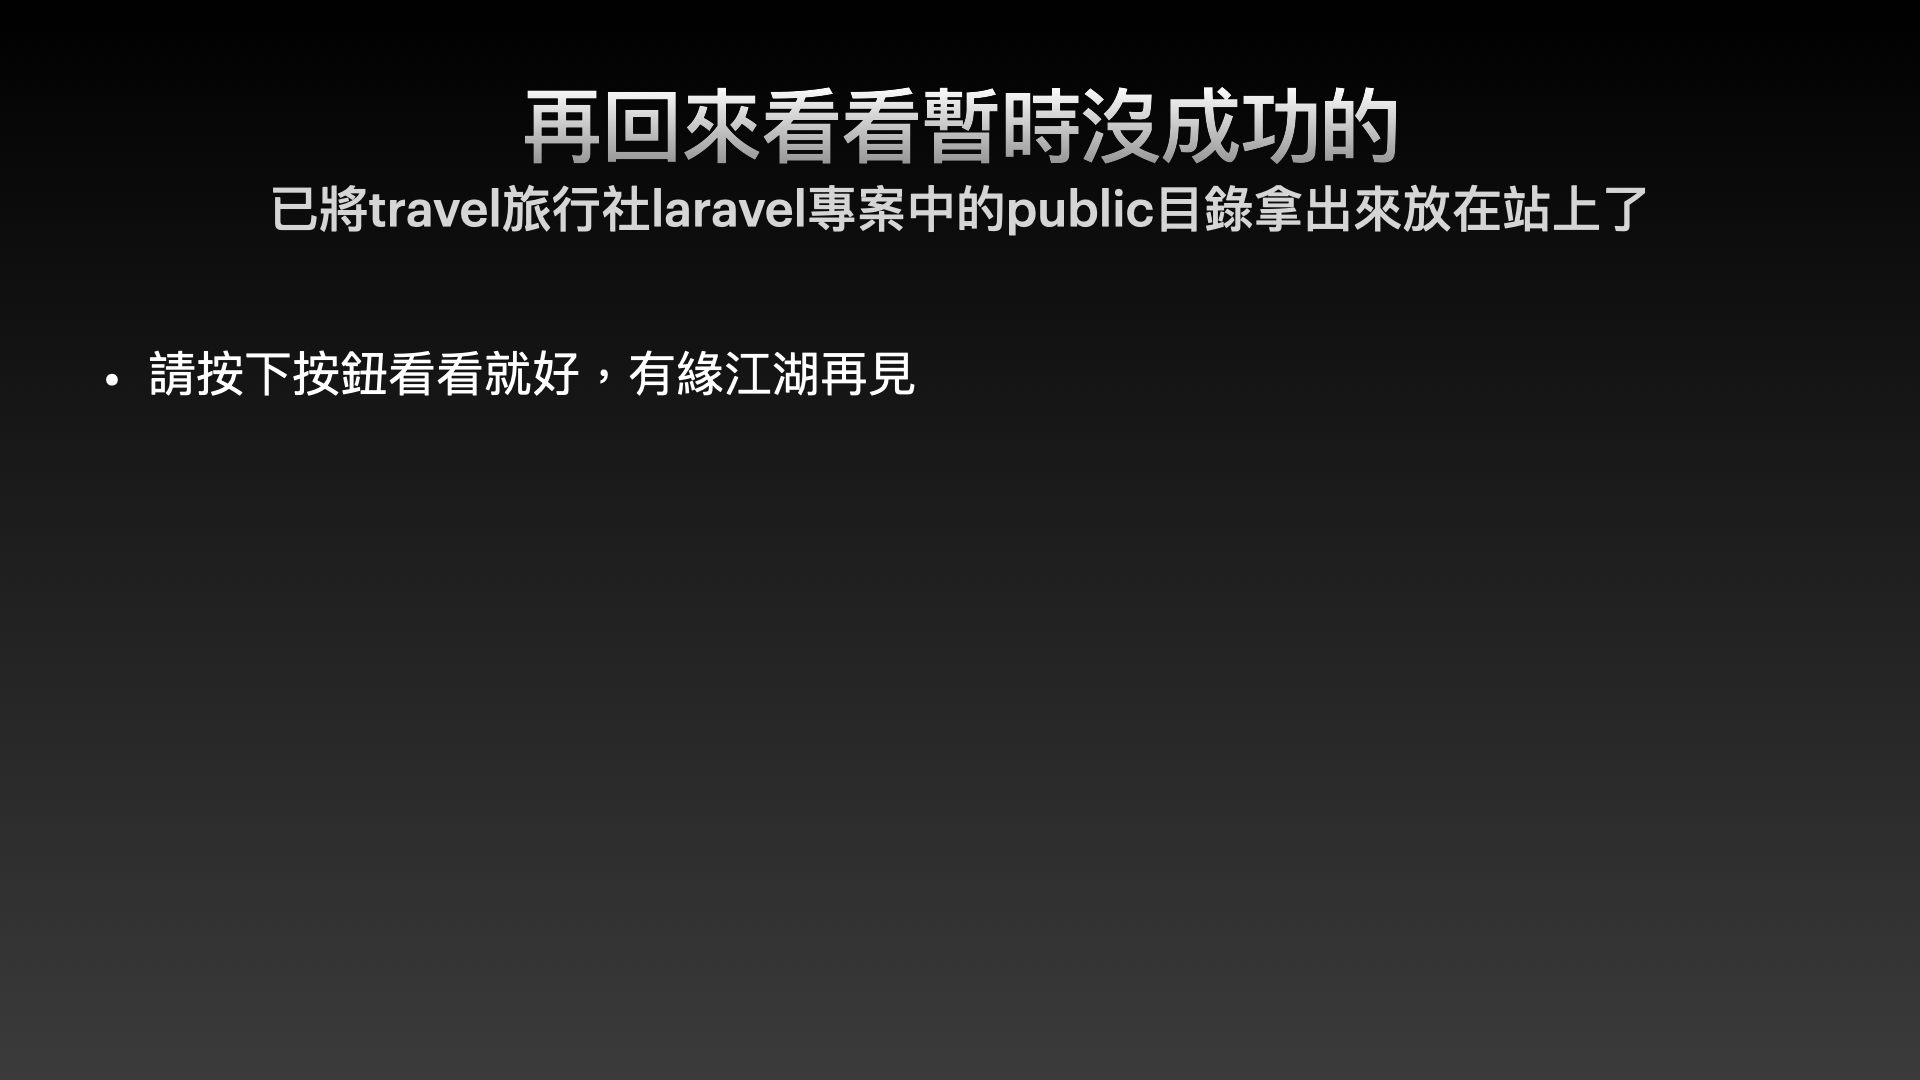 再回來看看暫時沒成功的
已將travel旅行社laravel專案中的public目錄拿出來放在站上了
• 請按下按鈕看看就好，有緣江湖再見